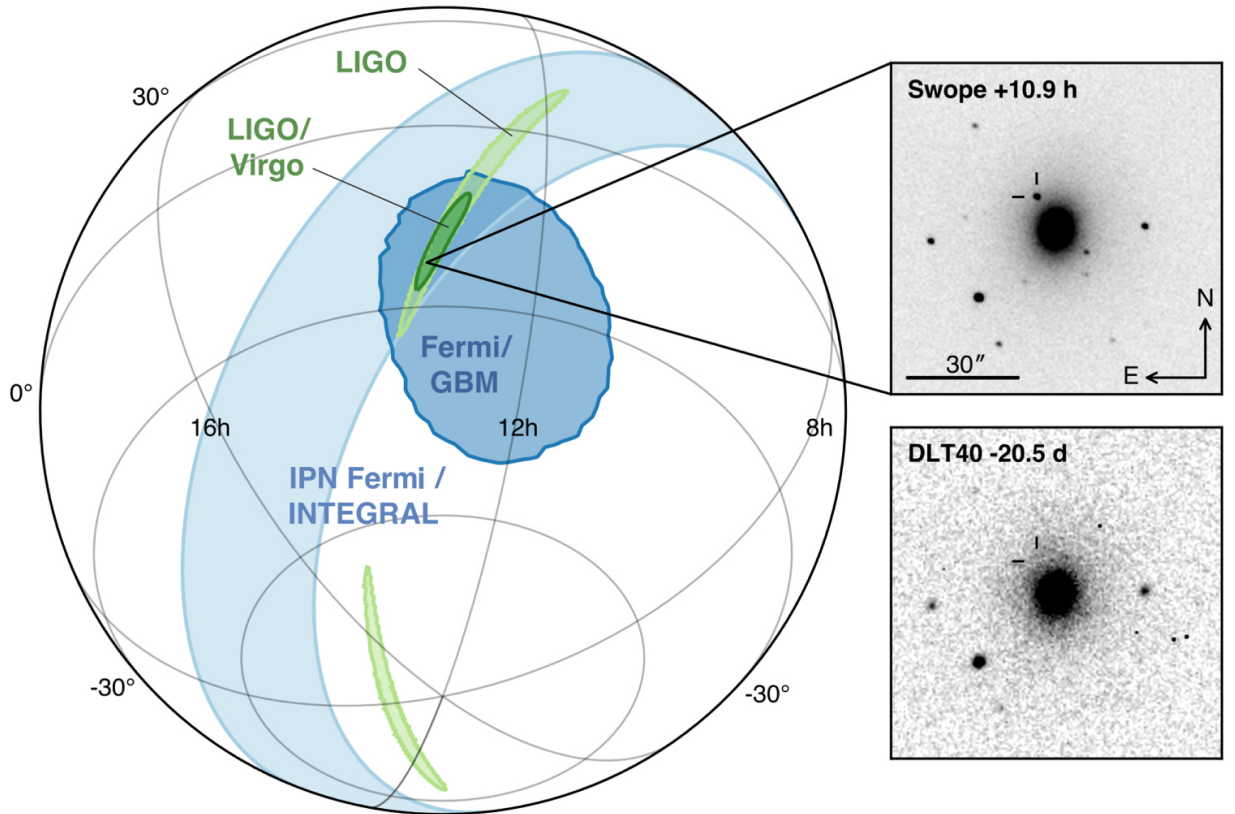 LIGO
30°
LIGO/
Virgo
0°
Fermi/
GBM
16h
12h
8h
IPN Fermi /
INTEGRAL
-30°
-30°
Swope +10.9 h
N
30″
E
DLT40 -20.5 d